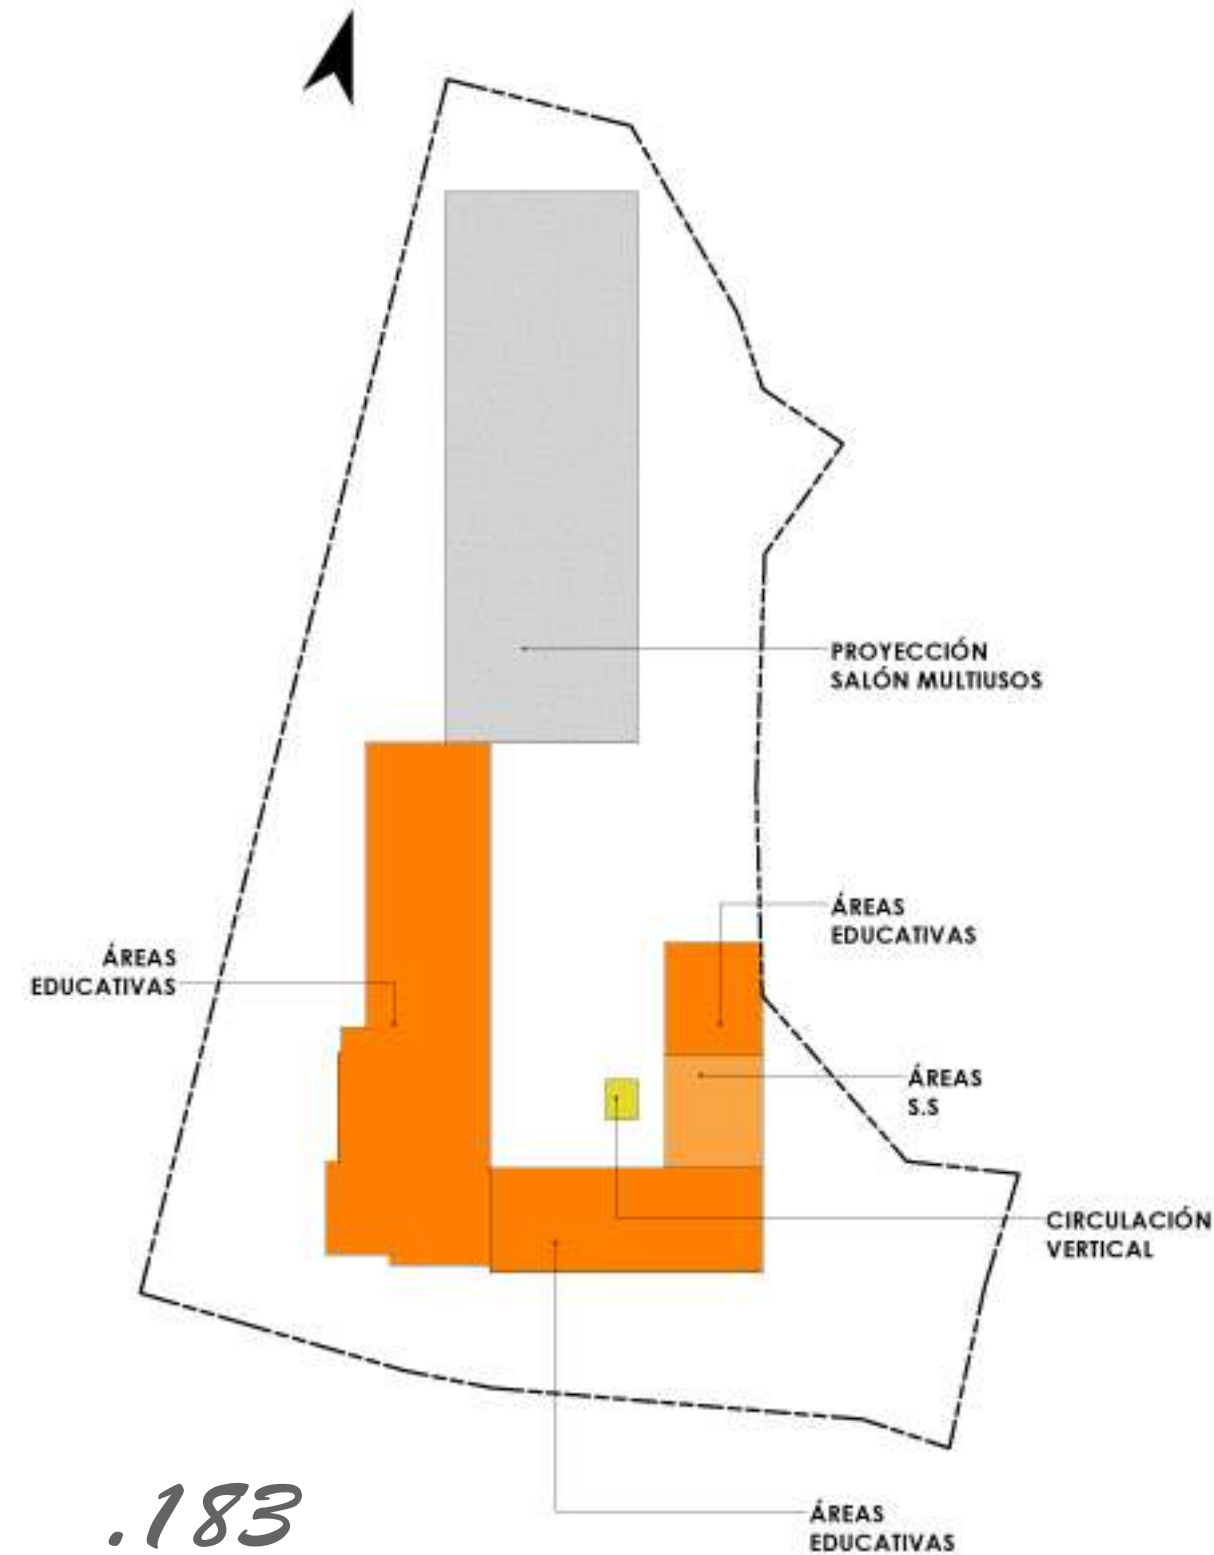 PROYECCIÓN
SALÓN MULTIUSOS
ÁREAS
EDUCATIVAS
ÁREAS
EDUCATIVAS
ÁREAS
S.S
CIRCULACIÓN
VERTICAL
ÁREAS
EDUCATIVAS
.183